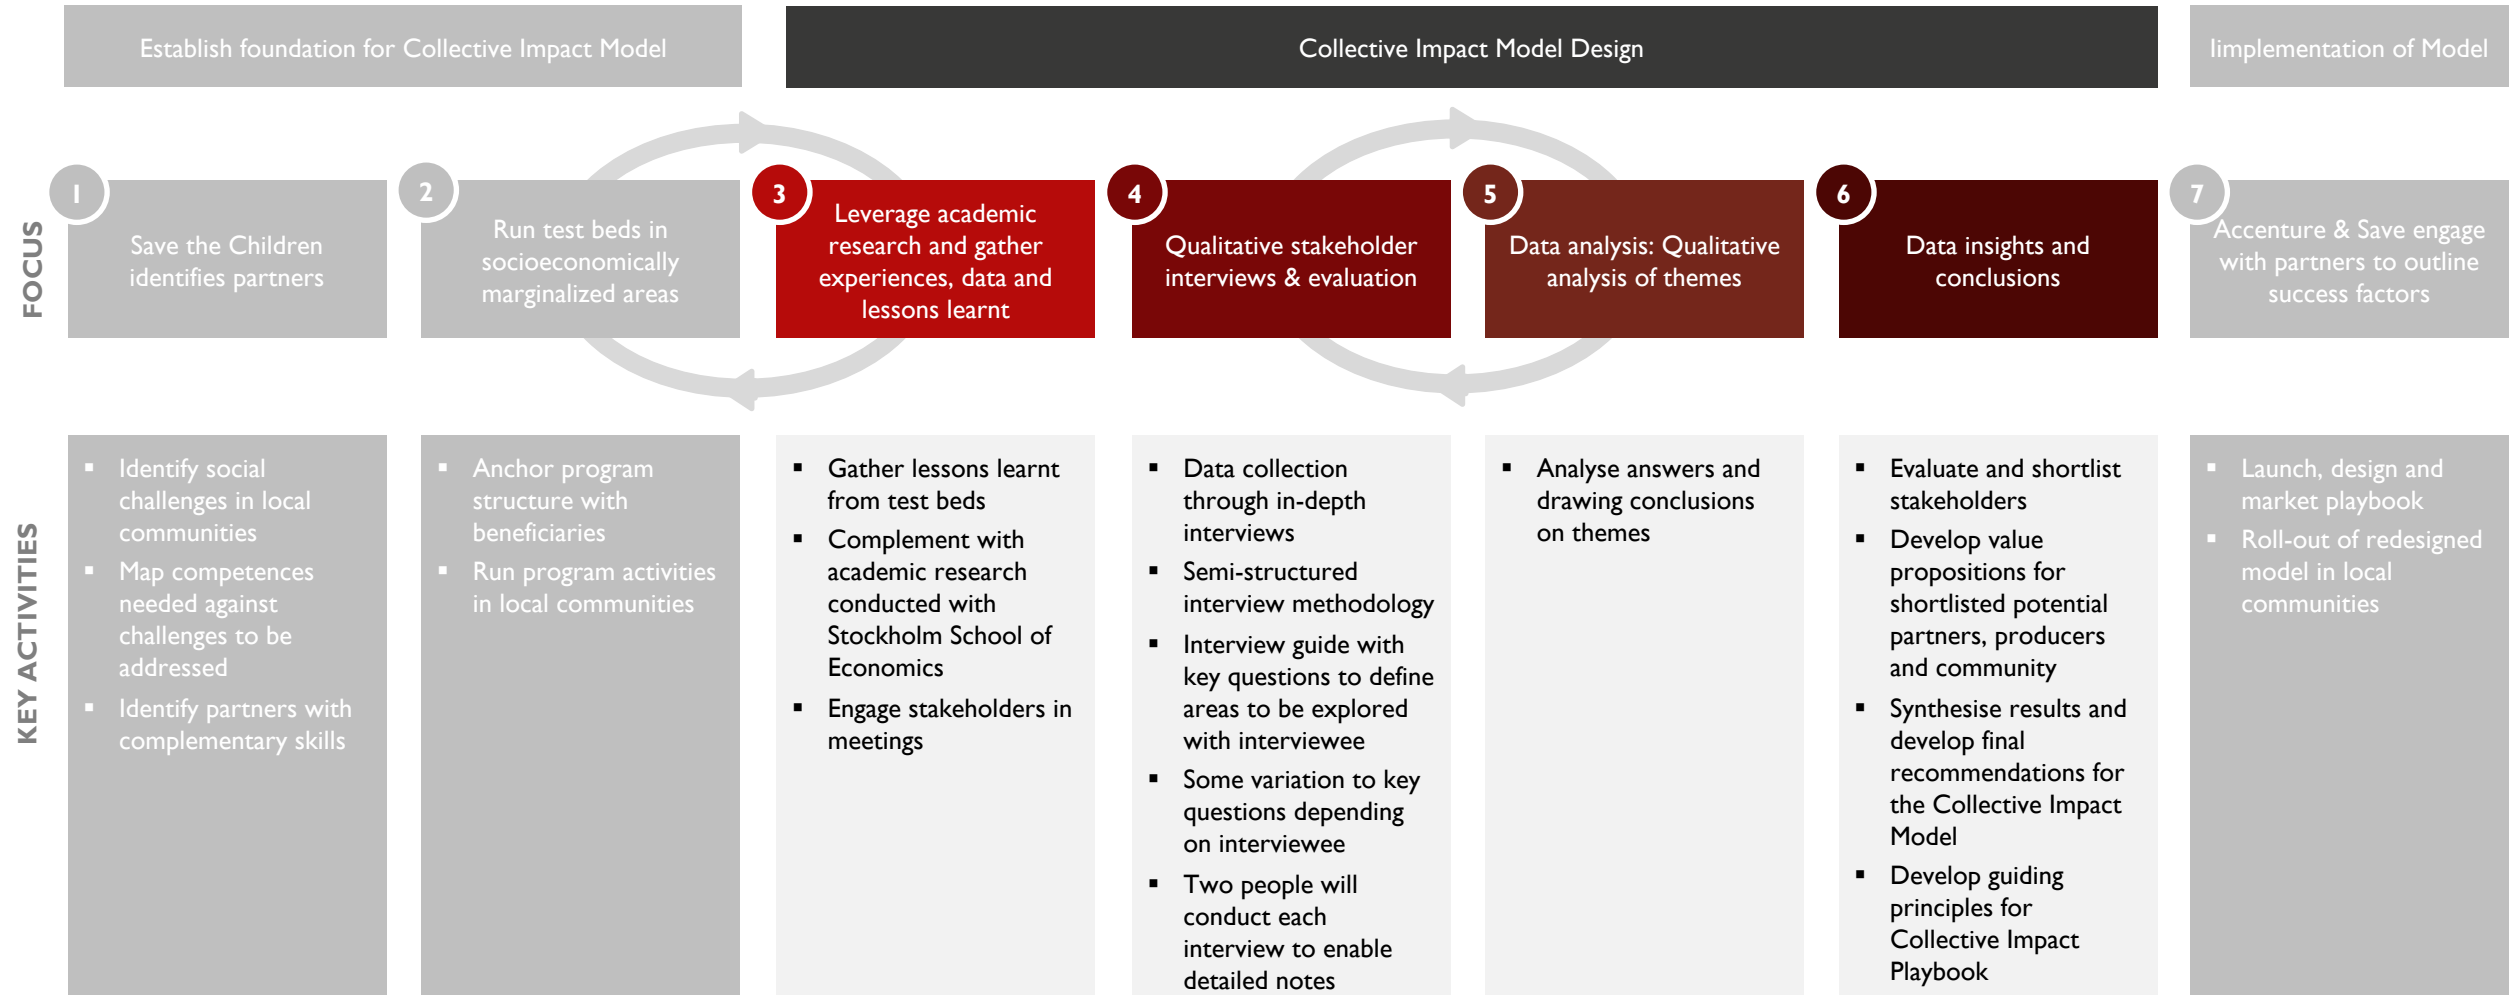 Establish foundation for Collective Impact Model
Collective Impact Model Design
Iimplementation of Model
FOCUS
1
Save the Children
identifies partners
2
Run test beds in
socioeconomically
marginalized areas
3
Leverage academic
research and gather
experiences, data and
lessons learnt
4
Qualitative stakeholder
interviews & evaluation
5
Data analysis: Qualitative
analysis of themes
6
Data insights and
conclusions
7
Accenture & Save engage
with partners to outline
success factors
KEY ACTIVITIES
▪ Identify social
challenges in local
communities
▪ Map competences
needed against
challenges to be
addressed
▪ Identify partners with
complementary skills
▪ Anchor program
structure with
beneficiaries
▪ Run program activities
in local communities
▪ Gather lessons learnt
from test beds
▪ Complement with
academic research
conducted with
Stockholm School of
Economics
▪ Engage stakeholders in
meetings
▪ Data collection
through in-depth
interviews
▪ Semi-structured
interview methodology
▪ Interview guide with
key questions to define
areas to be explored
with interviewee
▪ Some variation to key
questions depending
on interviewee
▪ Two people will
conduct each
interview to enable
detailed notes
▪ Analyse answers and
drawing conclusions
on themes
▪ Evaluate and shortlist
stakeholders
▪ Develop value
propositions for
shortlisted potential
partners, producers
and community
▪ Synthesise results and
develop final
recommendations for
the Collective Impact
Model
▪ Develop guiding
principles for
Collective Impact
Playbook
▪ Launch, design and
market playbook
▪ Roll-out of redesigned
model in local
communities